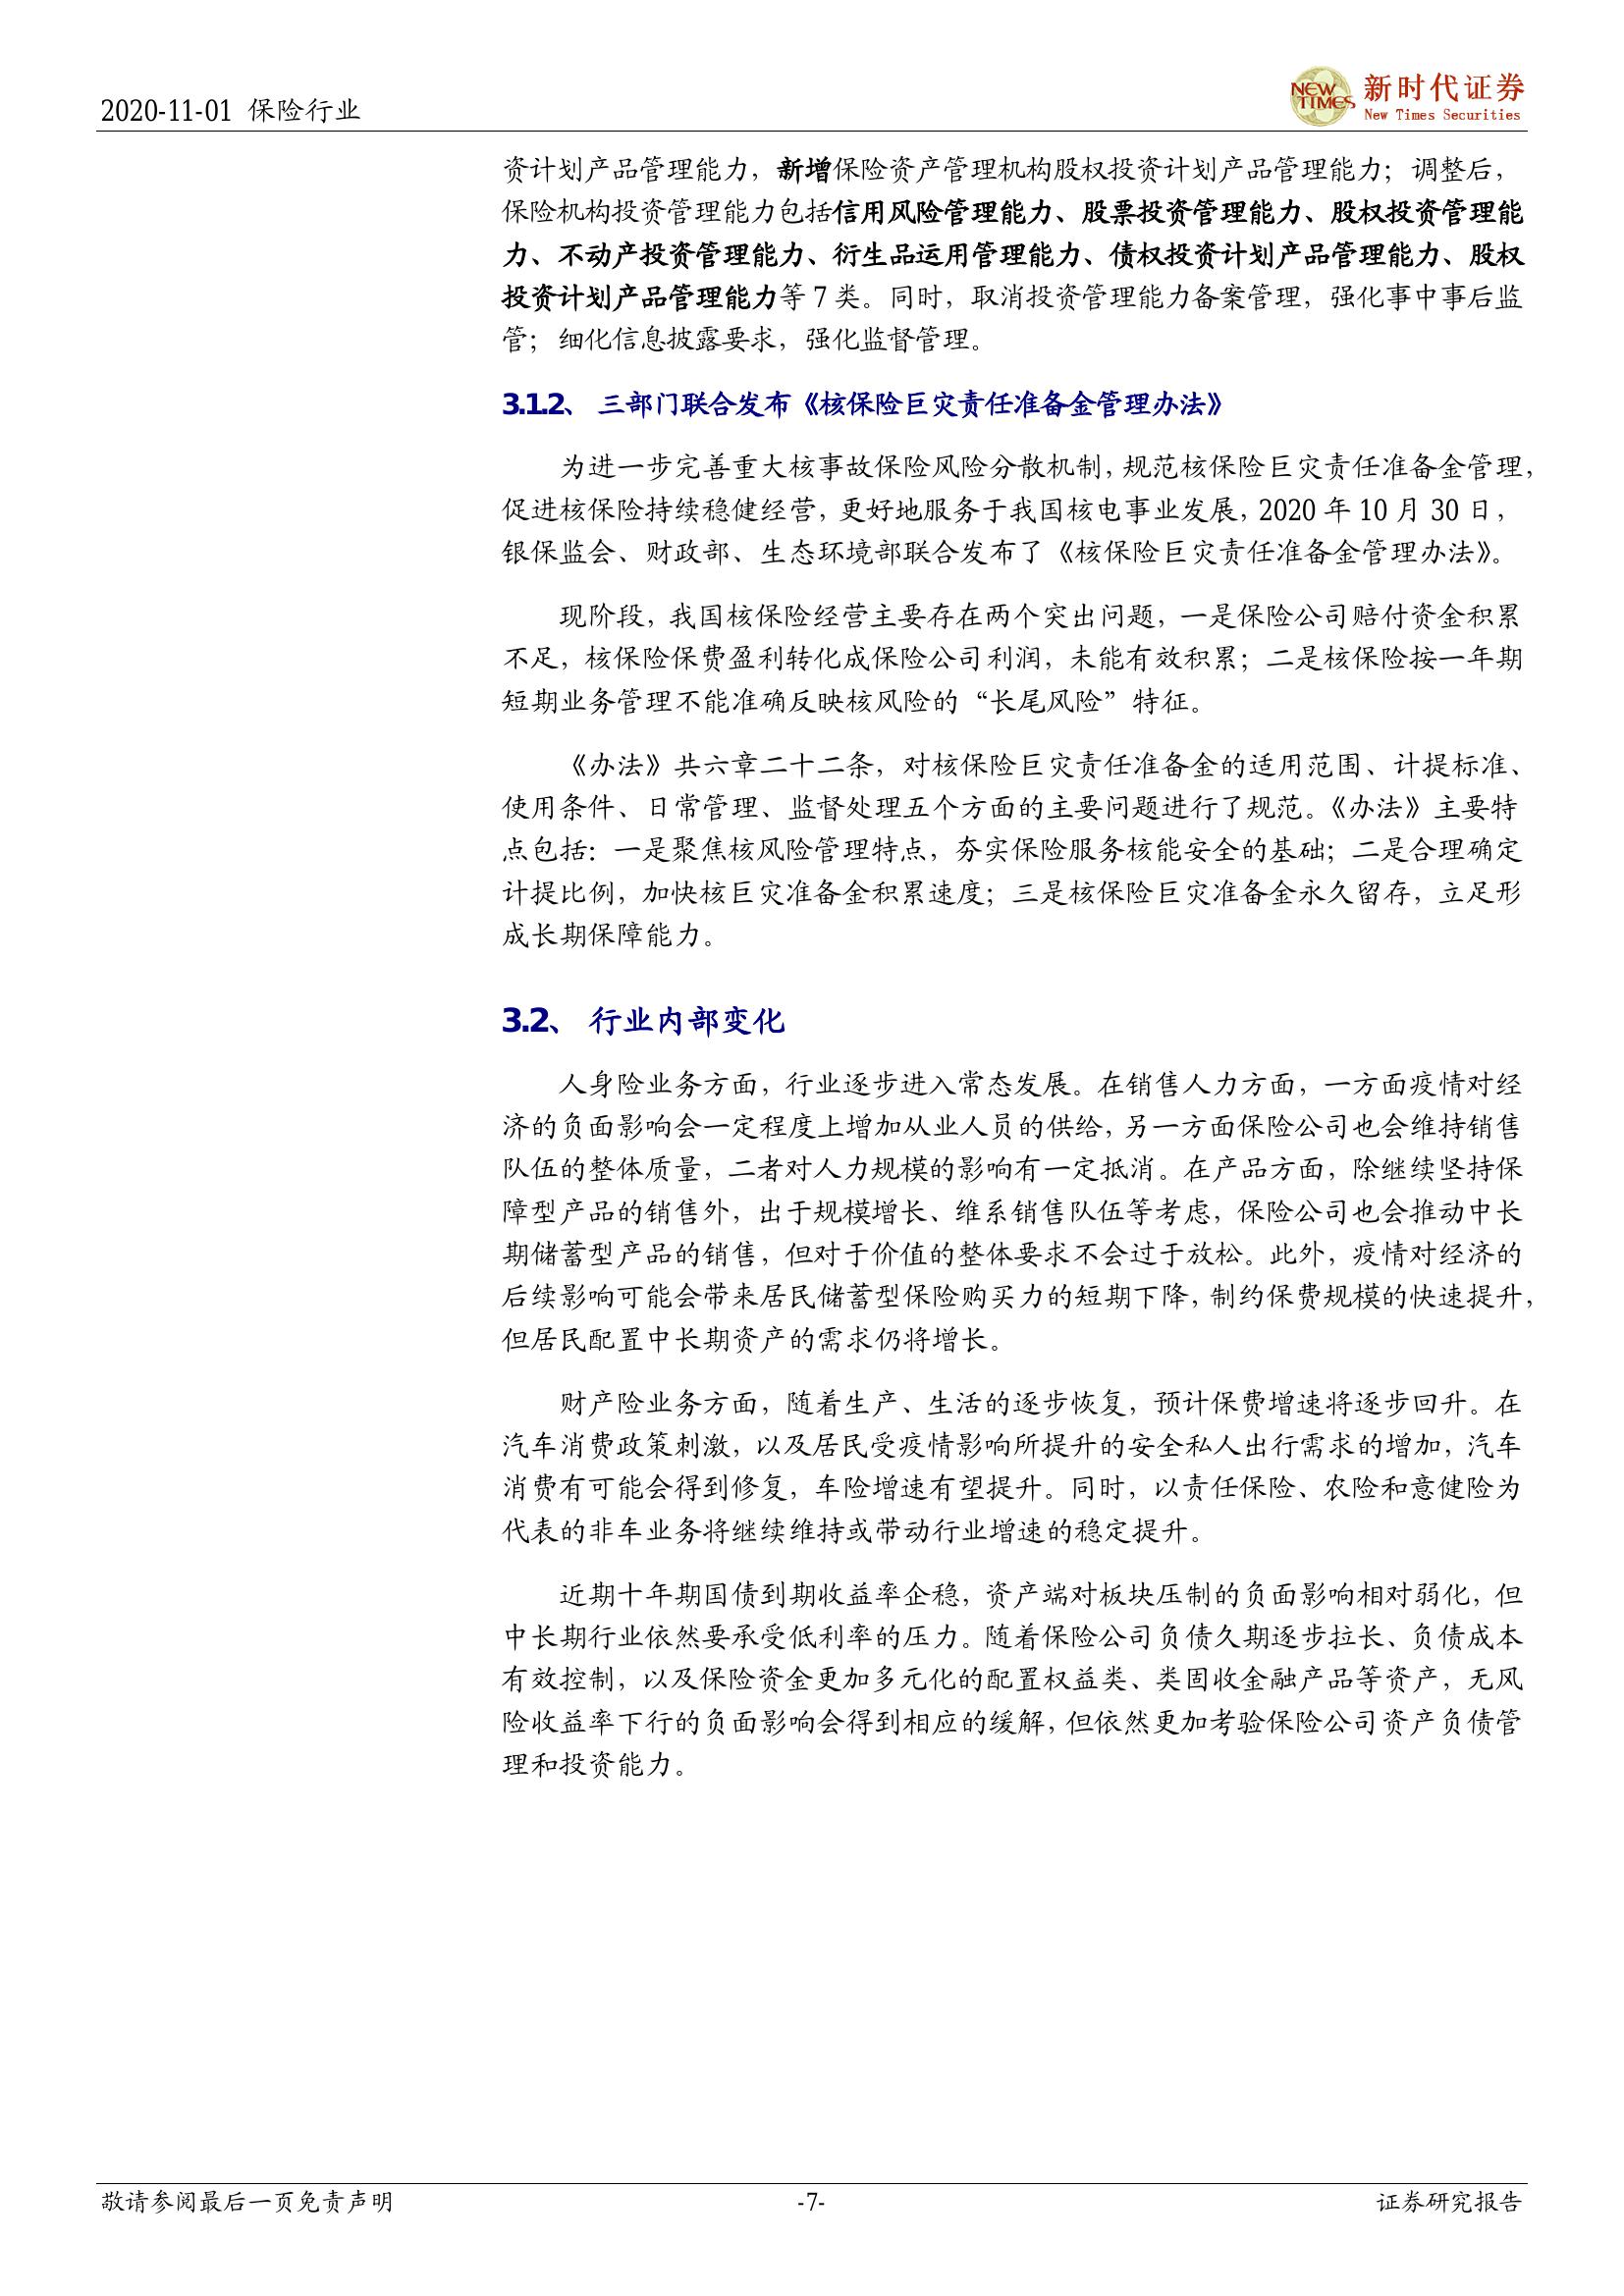 2020-11-01 保险行业
NEW TIMES
新时代证券
New Times Securities
资计划产品管理能力，新增保险资产管理机构股权投资计划产品管理能力；调整后，
保险机构投资管理能力包括信用风险管理能力、股票投资管理能力、股权投资管理能
力、不动产投资管理能力、衍生品运用管理能力、债权投资计划产品管理能力、股权
投资计划产品管理能力等 7 类。同时，取消投资管理能力备案管理，强化事中事后监
管；细化信息披露要求，强化监督管理。
3.1.2、 三部门联合发布《核保险巨灾责任准备金管理办法》
为进一步完善重大核事故保险风险分散机制，规范核保险巨灾责任准备金管理，
促进核保险持续稳健经营，更好地服务于我国核电事业发展，2020 年 10 月 30 日，
银保监会、财政部、生态环境部联合发布了《核保险巨灾责任准备金管理办法》。
现阶段，我国核保险经营主要存在两个突出问题，一是保险公司赔付资金积累
不足，核保险保费盈利转化成保险公司利润，未能有效积累；二是核保险按一年期
短期业务管理不能准确反映核风险的“长尾风险”特征。
《办法》共六章二十二条，对核保险巨灾责任准备金的适用范围、计提标准、
使用条件、日常管理、监督处理五个方面的主要问题进行了规范。《办法》主要特
点包括：一是聚焦核风险管理特点，夯实保险服务核能安全的基础；二是合理确定
计提比例，加快核巨灾准备金积累速度；三是核保险巨灾准备金永久留存，立足形
成长期保障能力。
3.2、 行业内部变化
人身险业务方面，行业逐步进入常态发展。在销售人力方面，一方面疫情对经
济的负面影响会一定程度上增加从业人员的供给，另一方面保险公司也会维持销售
队伍的整体质量，二者对人力规模的影响有一定抵消。在产品方面，除继续坚持保
障型产品的销售外，出于规模增长、维系销售队伍等考虑，保险公司也会推动中长
期储蓄型产品的销售，但对于价值的整体要求不会过于放松。此外，疫情对经济的
后续影响可能会带来居民储蓄型保险购买力的短期下降，制约保费规模的快速提升，
但居民配置中长期资产的需求仍将增长。
财产险业务方面，随着生产、生活的逐步恢复，预计保费增速将逐步回升。在
汽车消费政策刺激，以及居民受疫情影响所提升的安全私人出行需求的增加，汽车
消费有可能会得到修复，车险增速有望提升。同时，以责任保险、农险和意健险为
代表的非车业务将继续维持或带动行业增速的稳定提升。
近期十年期国债到期收益率企稳，资产端对板块压制的负面影响相对弱化，但
中长期行业依然要承受低利率的压力。随着保险公司负债久期逐步拉长、负债成本
有效控制，以及保险资金更加多元化的配置权益类、类固收金融产品等资产，无风
险收益率下行的负面影响会得到相应的缓解，但依然更加考验保险公司资产负债管
理和投资能力。
敬请参阅最后一页免责声明
-7-
证券研究报告